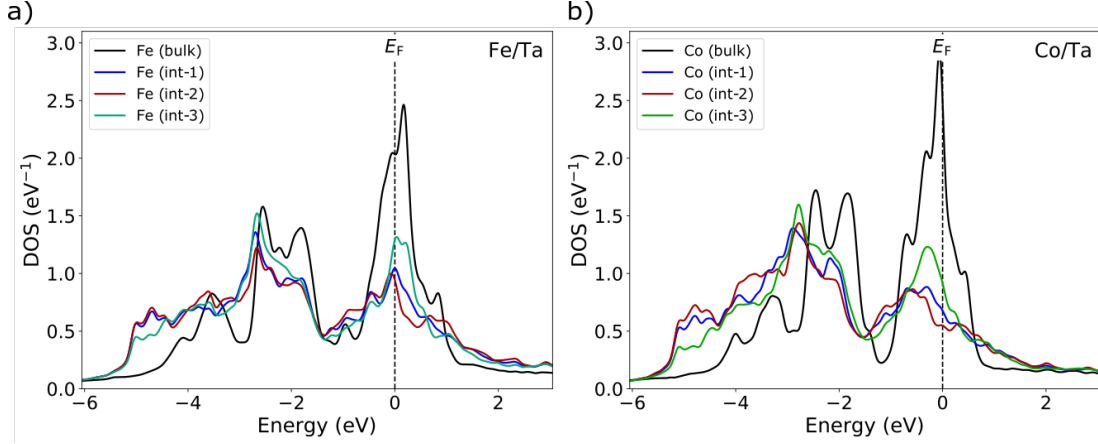 a)
3.0
2.5
2.0
1.5
1.0
0.5
0.0
DOS (eV⁻¹)
Fe (bulk)
Fe (int-1)
Fe (int-2)
Fe (int-3)
E_F
Fe/Ta
−6
−4
−2
0
2
Energy (eV)
b)
3.0
2.5
2.0
1.5
1.0
0.5
0.0
DOS (eV⁻¹)
Co (bulk)
Co (int-1)
Co (int-2)
Co (int-3)
E_F
Co/Ta
−6
−4
−2
0
2
Energy (eV)